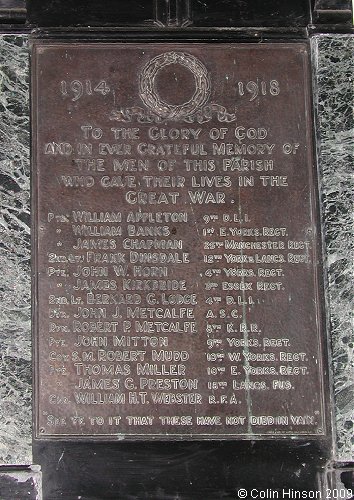 1914 1918
TO THE GLORY OF GOD
AND IN EVER GRATEFUL MEMORY OF
THE MEN OF THIS PARISH
WHO GAVE THEIR LIVES IN THE
GREAT WAR.
PTE. WILLIAM APPLETON 9TH D.L.I.
" WILLIAM BANKS 1ST E. YORKS. REGT.
" JAMES CHAPMAN 25TH MANCHESTER REGT.
2ND LT. FRANK DINSDALE 12TH YORKS. LANCS. REGT.
PTE. JOHN W. HORN 4TH YORKS. REGT.
" JAMES KIRKBRIDE ESSEX REGT.
2ND LT. BERNARD G. LODGE 4TH D.L.I.
PTE. JOHN J. METCALFE A.S.C.
PTE. ROBERT P. METCALFE K.R.R.
PTE. JOHN MITTON 9TH YORKS. REGT.
COY. S.M. ROBERT MUDD 10TH W. YORKS. REGT.
PTE. THOMAS MILLER 10TH E. YORKS. REGT.
" JAMES G. PRESTON 18TH LANCS. FUS.
WILLIAM H.T. WEBSTER R.F.A.
"SEE YE TO IT THAT THESE HAVE NOT DIED IN VAIN."
© Colin Hinson 2009